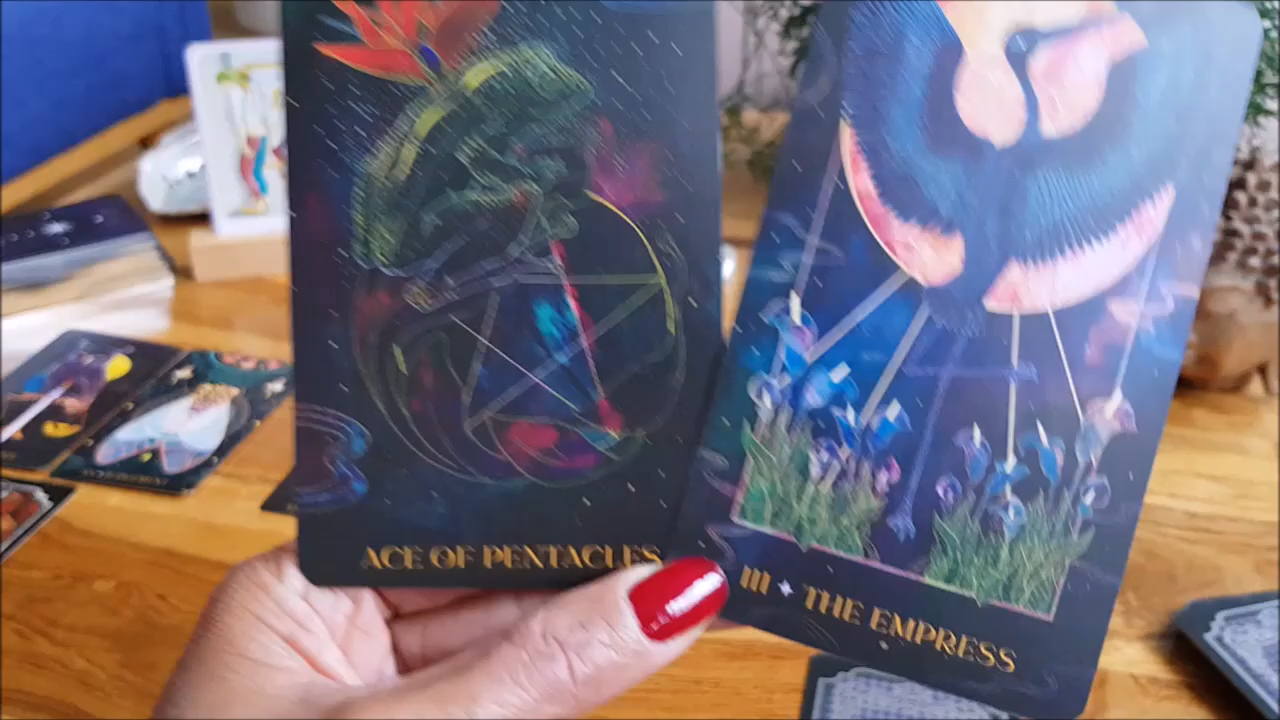 ACE OF PENTACLES
III ✦ THE EMPRESS